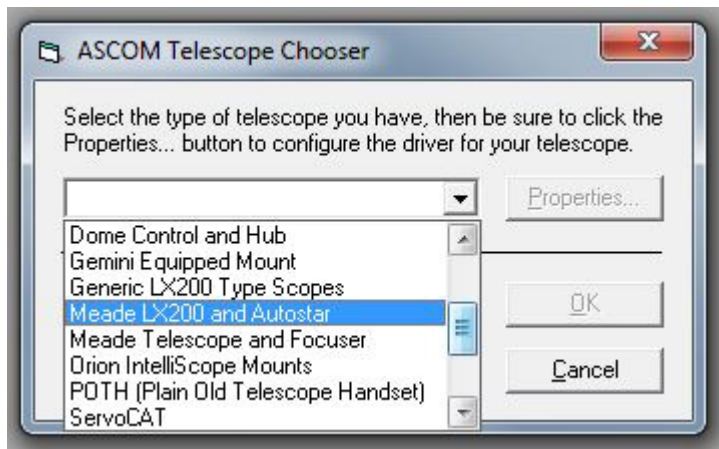 ASCOM Telescope Chooser
Select the type of telescope you have, then be sure to click the
Properties... button to configure the driver for your telescope.
Properties...
Dome Control and Hub
Gemini Equipped Mount
Generic LX200 Type Scopes
Meade LX200 and Autostar
Meade Telescope and Focuser
Orion IntelliScope Mounts
POTH (Plain Old Telescope Handset)
ServoCAT
OK
Cancel